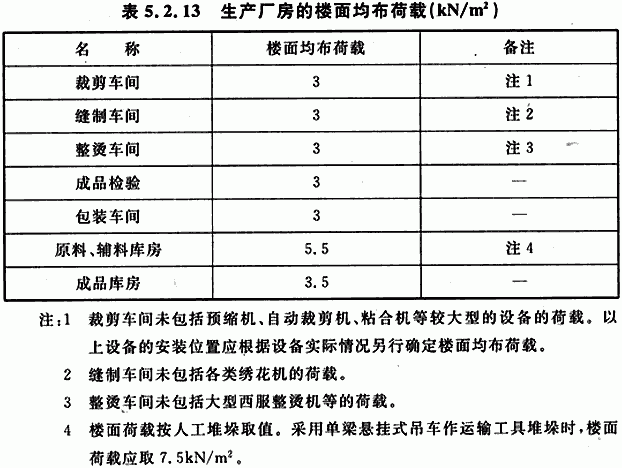 表 5.2.13 生产厂房的楼面均布荷载(kN/m²)
名 称 楼面均布荷载 备注
裁剪车间 3 注 1
缝制车间 3 注 2
整烫车间 3 注 3
成品检验 3 —
包装车间 3 —
原料、辅料库房 5.5 注 4
成品库房 3.5 —
注:1 裁剪车间未包括预缩机、自动裁剪机、粘合机等较大型的设备的荷载。以
上设备的安装位置应根据设备实际情况另行确定楼面均布荷载。
2 缝制车间未包括各类绣花机的荷载。
3 整烫车间未包括大型西服整烫机等的荷载。
4 楼面荷载按人工堆垛取值。采用单梁悬挂式吊车作运输工具堆垛时,楼面
荷载应取 7.5kN/m²。